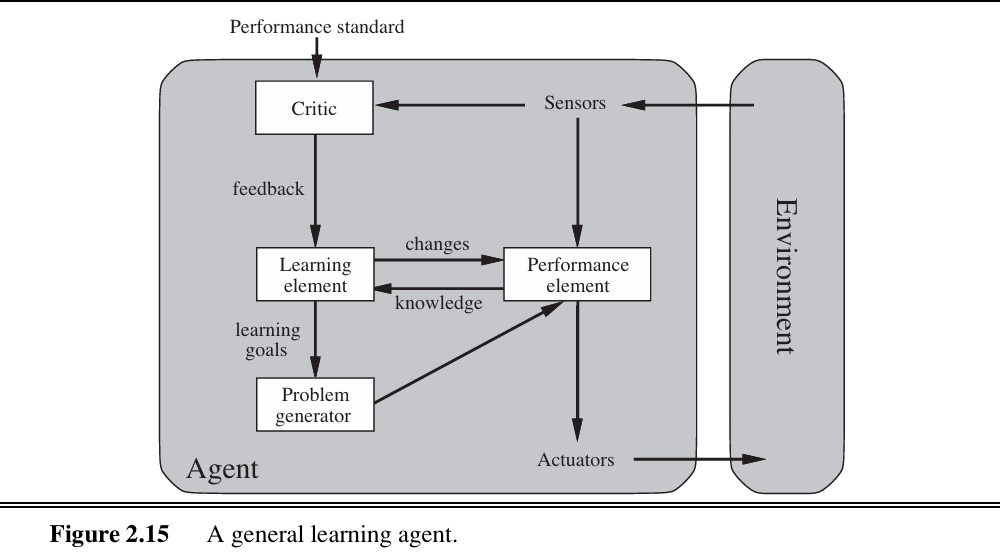 Performance standard
Critic
Sensors
feedback
changes
Learning
element
Performance
element
knowledge
learning
goals
Problem
generator
Actuators
Agent
Environment
Figure 2.15 A general learning agent.